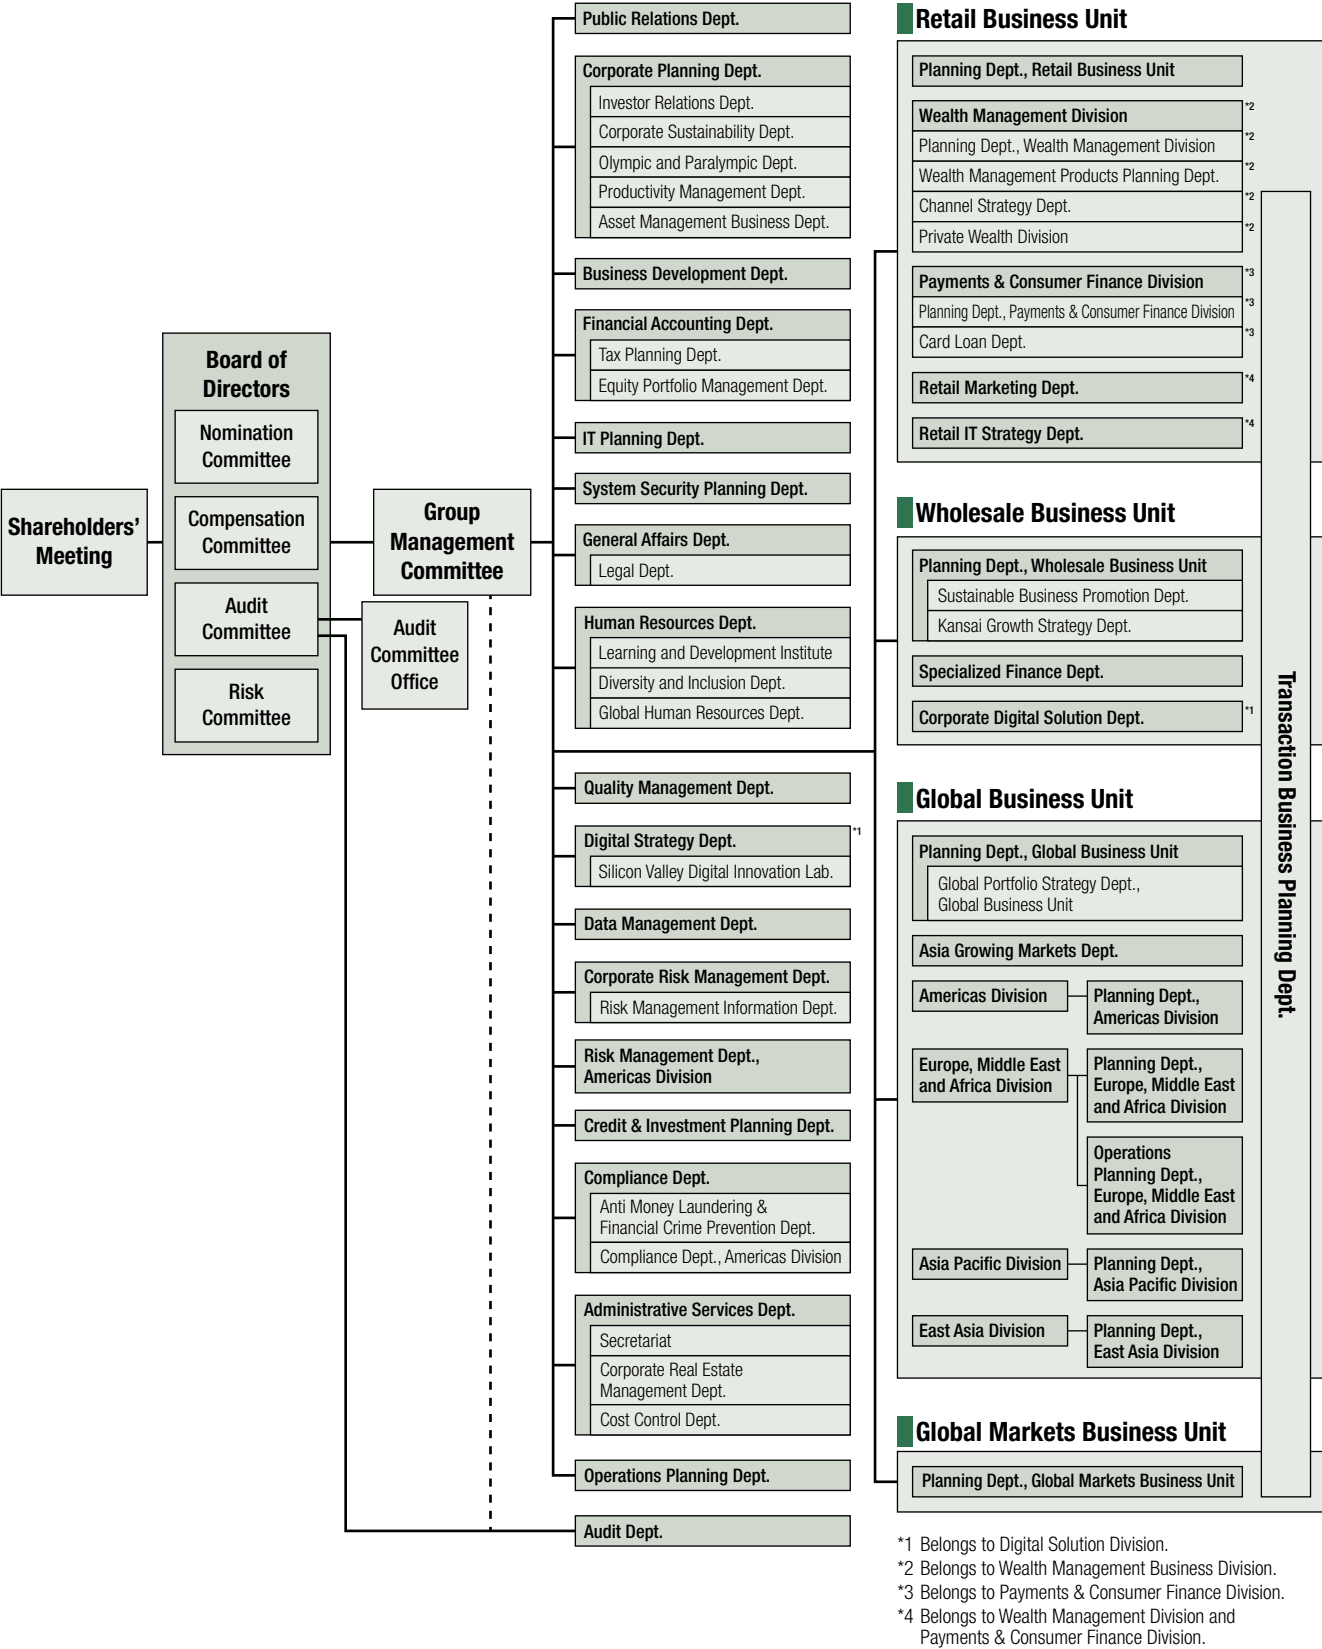 Shareholders'
Meeting
Board of
Directors
Nomination
Committee
Compensation
Committee
Audit
Committee
Risk
Committee
Group
Management
Committee
Audit
Committee
Office
Public Relations Dept.
Corporate Planning Dept.
Investor Relations Dept.
Corporate Sustainability Dept.
Olympic and Paralympic Dept.
Productivity Management Dept.
Asset Management Business Dept.
Business Development Dept.
Financial Accounting Dept.
Tax Planning Dept.
Equity Portfolio Management Dept.
IT Planning Dept.
System Security Planning Dept.
General Affairs Dept.
Legal Dept.
Human Resources Dept.
Learning and Development Institute
Diversity and Inclusion Dept.
Global Human Resources Dept.
Quality Management Dept.
Digital Strategy Dept. *1
Silicon Valley Digital Innovation Lab.
Data Management Dept.
Corporate Risk Management Dept.
Risk Management Information Dept.
Risk Management Dept.,
Americas Division
Credit & Investment Planning Dept.
Compliance Dept.
Anti Money Laundering &
Financial Crime Prevention Dept.
Compliance Dept., Americas Division
Administrative Services Dept.
Secretariat
Corporate Real Estate
Management Dept.
Cost Control Dept.
Operations Planning Dept.
Audit Dept.
Retail Business Unit
Planning Dept., Retail Business Unit
Wealth Management Division *2
Planning Dept., Wealth Management Division *2
Wealth Management Products Planning Dept. *2
Channel Strategy Dept. *2
Private Wealth Division *2
Payments & Consumer Finance Division *3
Planning Dept., Payments & Consumer Finance Division *3
Card Loan Dept. *3
Retail Marketing Dept. *4
Retail IT Strategy Dept. *4
Wholesale Business Unit
Planning Dept., Wholesale Business Unit
Sustainable Business Promotion Dept.
Kansai Growth Strategy Dept.
Specialized Finance Dept.
Corporate Digital Solution Dept. *1
Global Business Unit
Planning Dept., Global Business Unit
Global Portfolio Strategy Dept.,
Global Business Unit
Asia Growing Markets Dept.
Americas Division
Planning Dept.,
Americas Division
Europe, Middle East
and Africa Division
Planning Dept.,
Europe, Middle East
and Africa Division
Operations
Planning Dept.,
Europe, Middle East
and Africa Division
Asia Pacific Division
Planning Dept.,
Asia Pacific Division
East Asia Division
Planning Dept.,
East Asia Division
Global Markets Business Unit
Planning Dept., Global Markets Business Unit
Transaction Business Planning Dept.
*1 Belongs to Digital Solution Division.
*2 Belongs to Wealth Management Business Division.
*3 Belongs to Payments & Consumer Finance Division.
*4 Belongs to Wealth Management Division and
Payments & Consumer Finance Division.